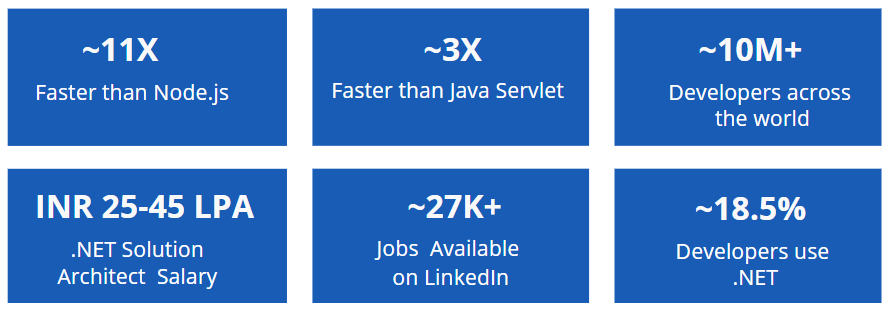 ~11X
Faster than Node.js
~3X
Faster than Java Servlet
~10M+
Developers across
the world
INR 25-45 LPA
.NET Solution
Architect Salary
~27K+
Jobs Available
on LinkedIn
~18.5%
Developers use
.NET